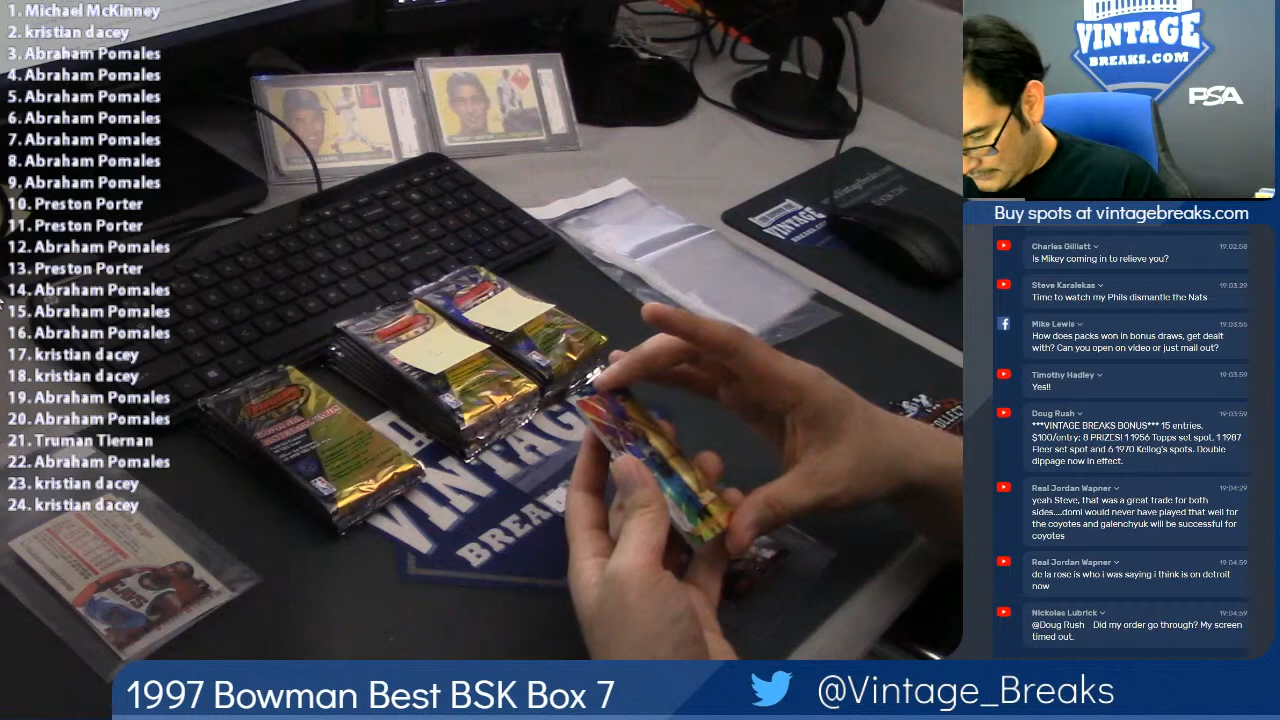 1. Michael McKinney
2. kristian dacey
3. Abraham Pomales
4. Abraham Pomales
5. Abraham Pomales
6. Abraham Pomales
7. Abraham Pomales
8. Abraham Pomales
9. Abraham Pomales
10. Preston Porter
11. Preston Porter
12. Abraham Pomales
13. Preston Porter
14. Abraham Pomales
15. Abraham Pomales
16. Abraham Pomales
17. kristian dacey
18. kristian dacey
19. Abraham Pomales
20. Abraham Pomales
21. Truman Tiernan
22. Abraham Pomales
23. kristian dacey
24. kristian dacey
VINTAGE
VINTAGE
BREAK
VINTAGE
BREAKS.COM
PSA
Buy spots at vintagebreaks.com
Charles Gilliatt 19:02:58
Is Mikey coming in to relieve you?
Steve Karalekas 19:03:29
Time to watch my Phils dismantle the Nats
Mike Lewis 19:03:55
How does packs won in bonus draws, get dealt
with? Can you open on video or just mail out?
Timothy Hadley 19:03:59
Yes!!
Doug Rush 19:03:59
***VINTAGE BREAKS BONUS*** 15 entries.
$100/entry: 8 PRIZES! 1 1956 Topps set spot, 1 1987
Fleer set spot and 6 1970 Kellog's spots. Double
dippage now in effect.
Real Jordan Wapner 19:04:29
yeah Steve, that was a great trade for both
sides....domi would never have played that well for
the coyotes and galenchyuk will be successful for
coyotes
Real Jordan Wapner 19:04:59
de la rose is who i was saying i think is on detroit
now
Nickolas Lubrick 19:04:59
@Doug Rush Did my order go through? My screen
timed out.
1997 Bowman Best BSK Box 7
@Vintage_Breaks